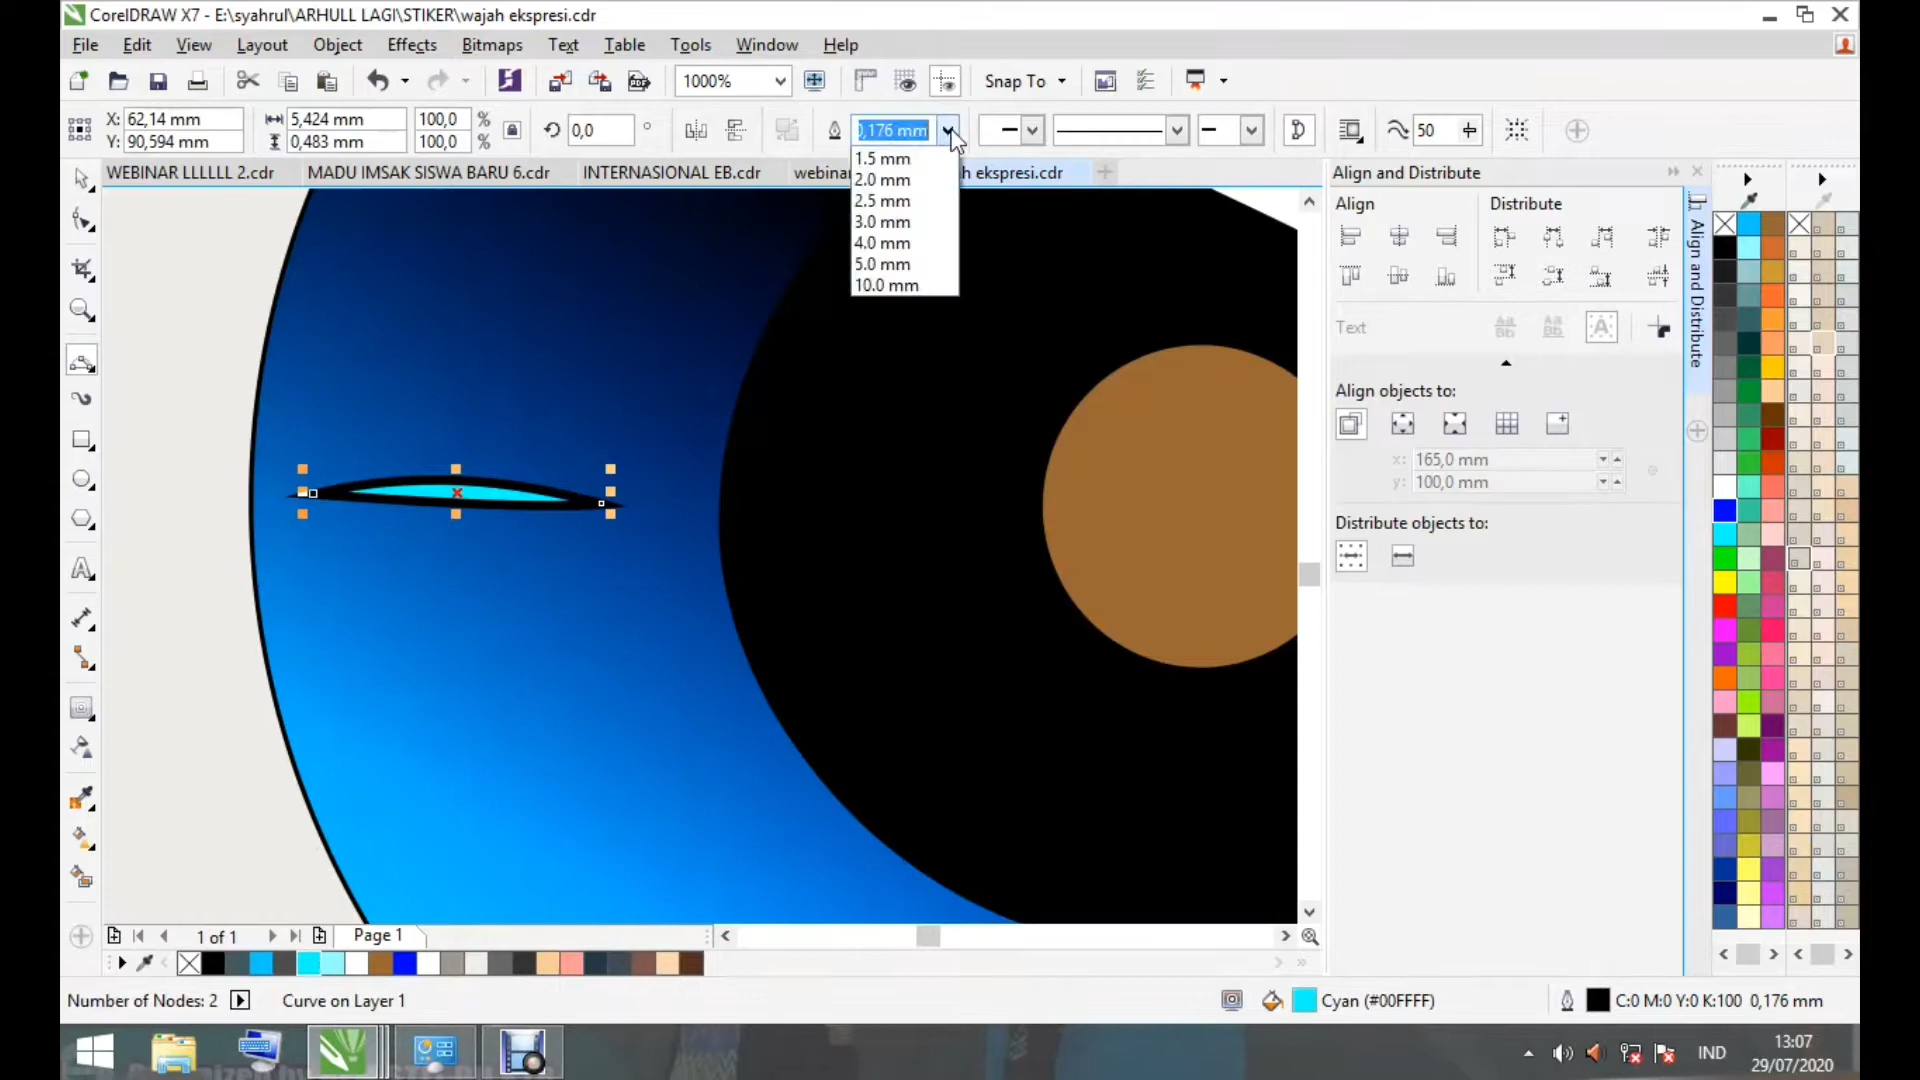 CorelDRAW X7 - E:\syahrul\ARHULL LAGI\STIKER\wajah ekspresi.cdr
File Edit View Layout Object Effects Bitmaps Text Table Tools Window Help
1000% Snap To
X: 62,14 mm 5,424 mm 100,0 %
Y: 90,594 mm 0,483 mm 100,0 %
0,0 ° 0,176 mm 50
1.5 mm
2.0 mm
2.5 mm
3.0 mm
4.0 mm
5.0 mm
10.0 mm
WEBINAR LLLLLL 2.cdr MADU IMSAK SISWA BARU 6.cdr INTERNASIONAL EB.cdr webinar ekspresi.cdr
Align and Distribute
Align Distribute
Text
Align objects to:
x: 165,0 mm
y: 100,0 mm
Distribute objects to:
Align and Distribute
1 of 1 Page 1
Number of Nodes: 2 Curve on Layer 1 Cyan (#00FFFF) C:0 M:0 Y:0 K:100 0,176 mm
IND
13:07
29/07/2020